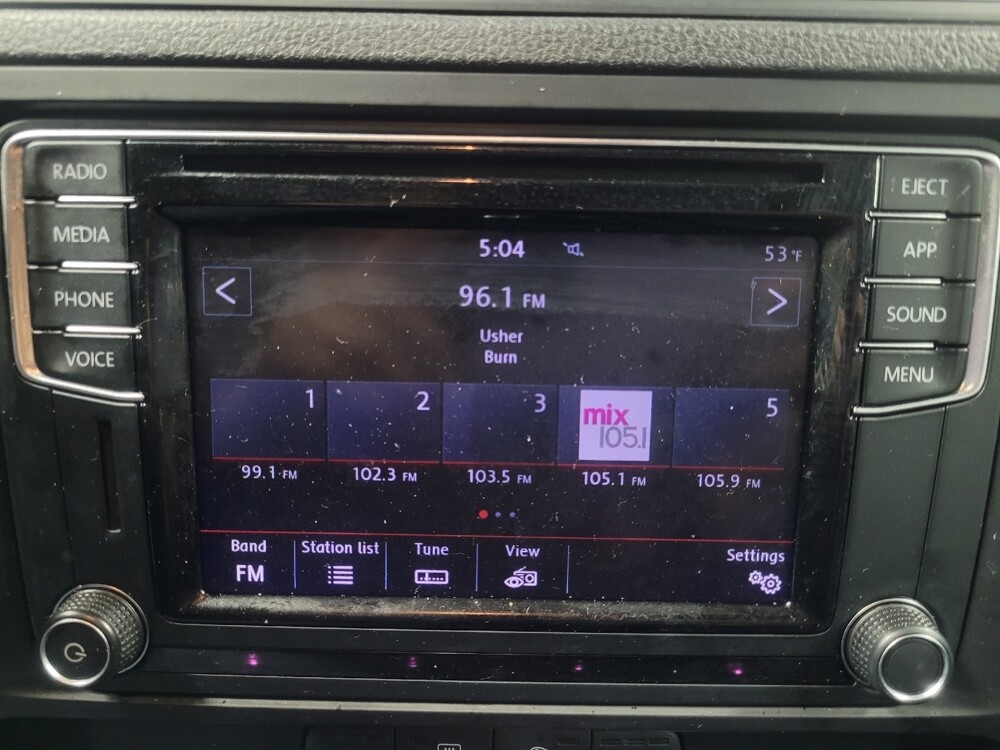 RADIO
MEDIA
PHONE
VOICE
EJECT
APP
SOUND
MENU
5:04
53°F
< 96.1 FM >
Usher
Burn
1 2 3 mix 105.1 5
99.1 FM 102.3 FM 103.5 FM 105.1 FM 105.9 FM
Band Station list Tune View Settings
FM